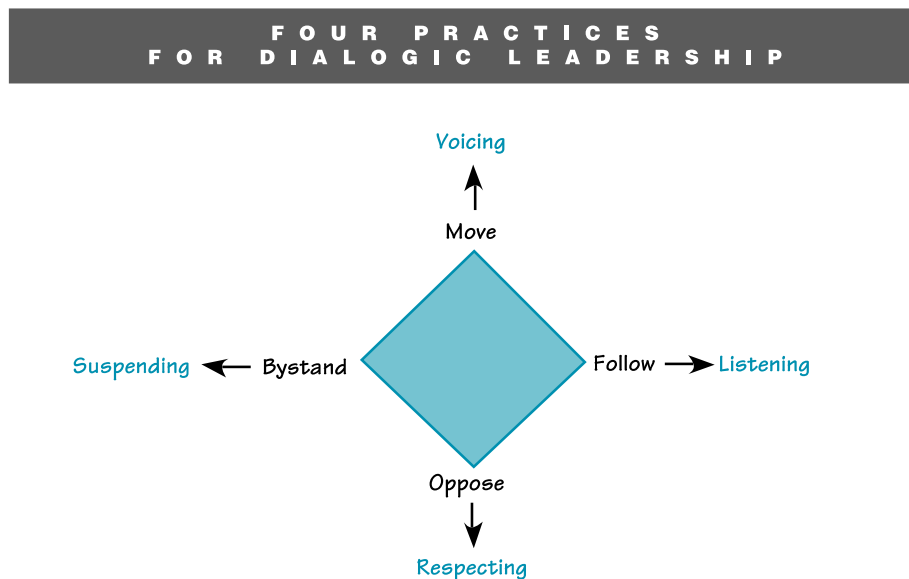 FOUR PRACTICES
FOR DIALOGIC LEADERSHIP
Voicing
Move
Suspending Bystand Follow Listening
Oppose
Respecting